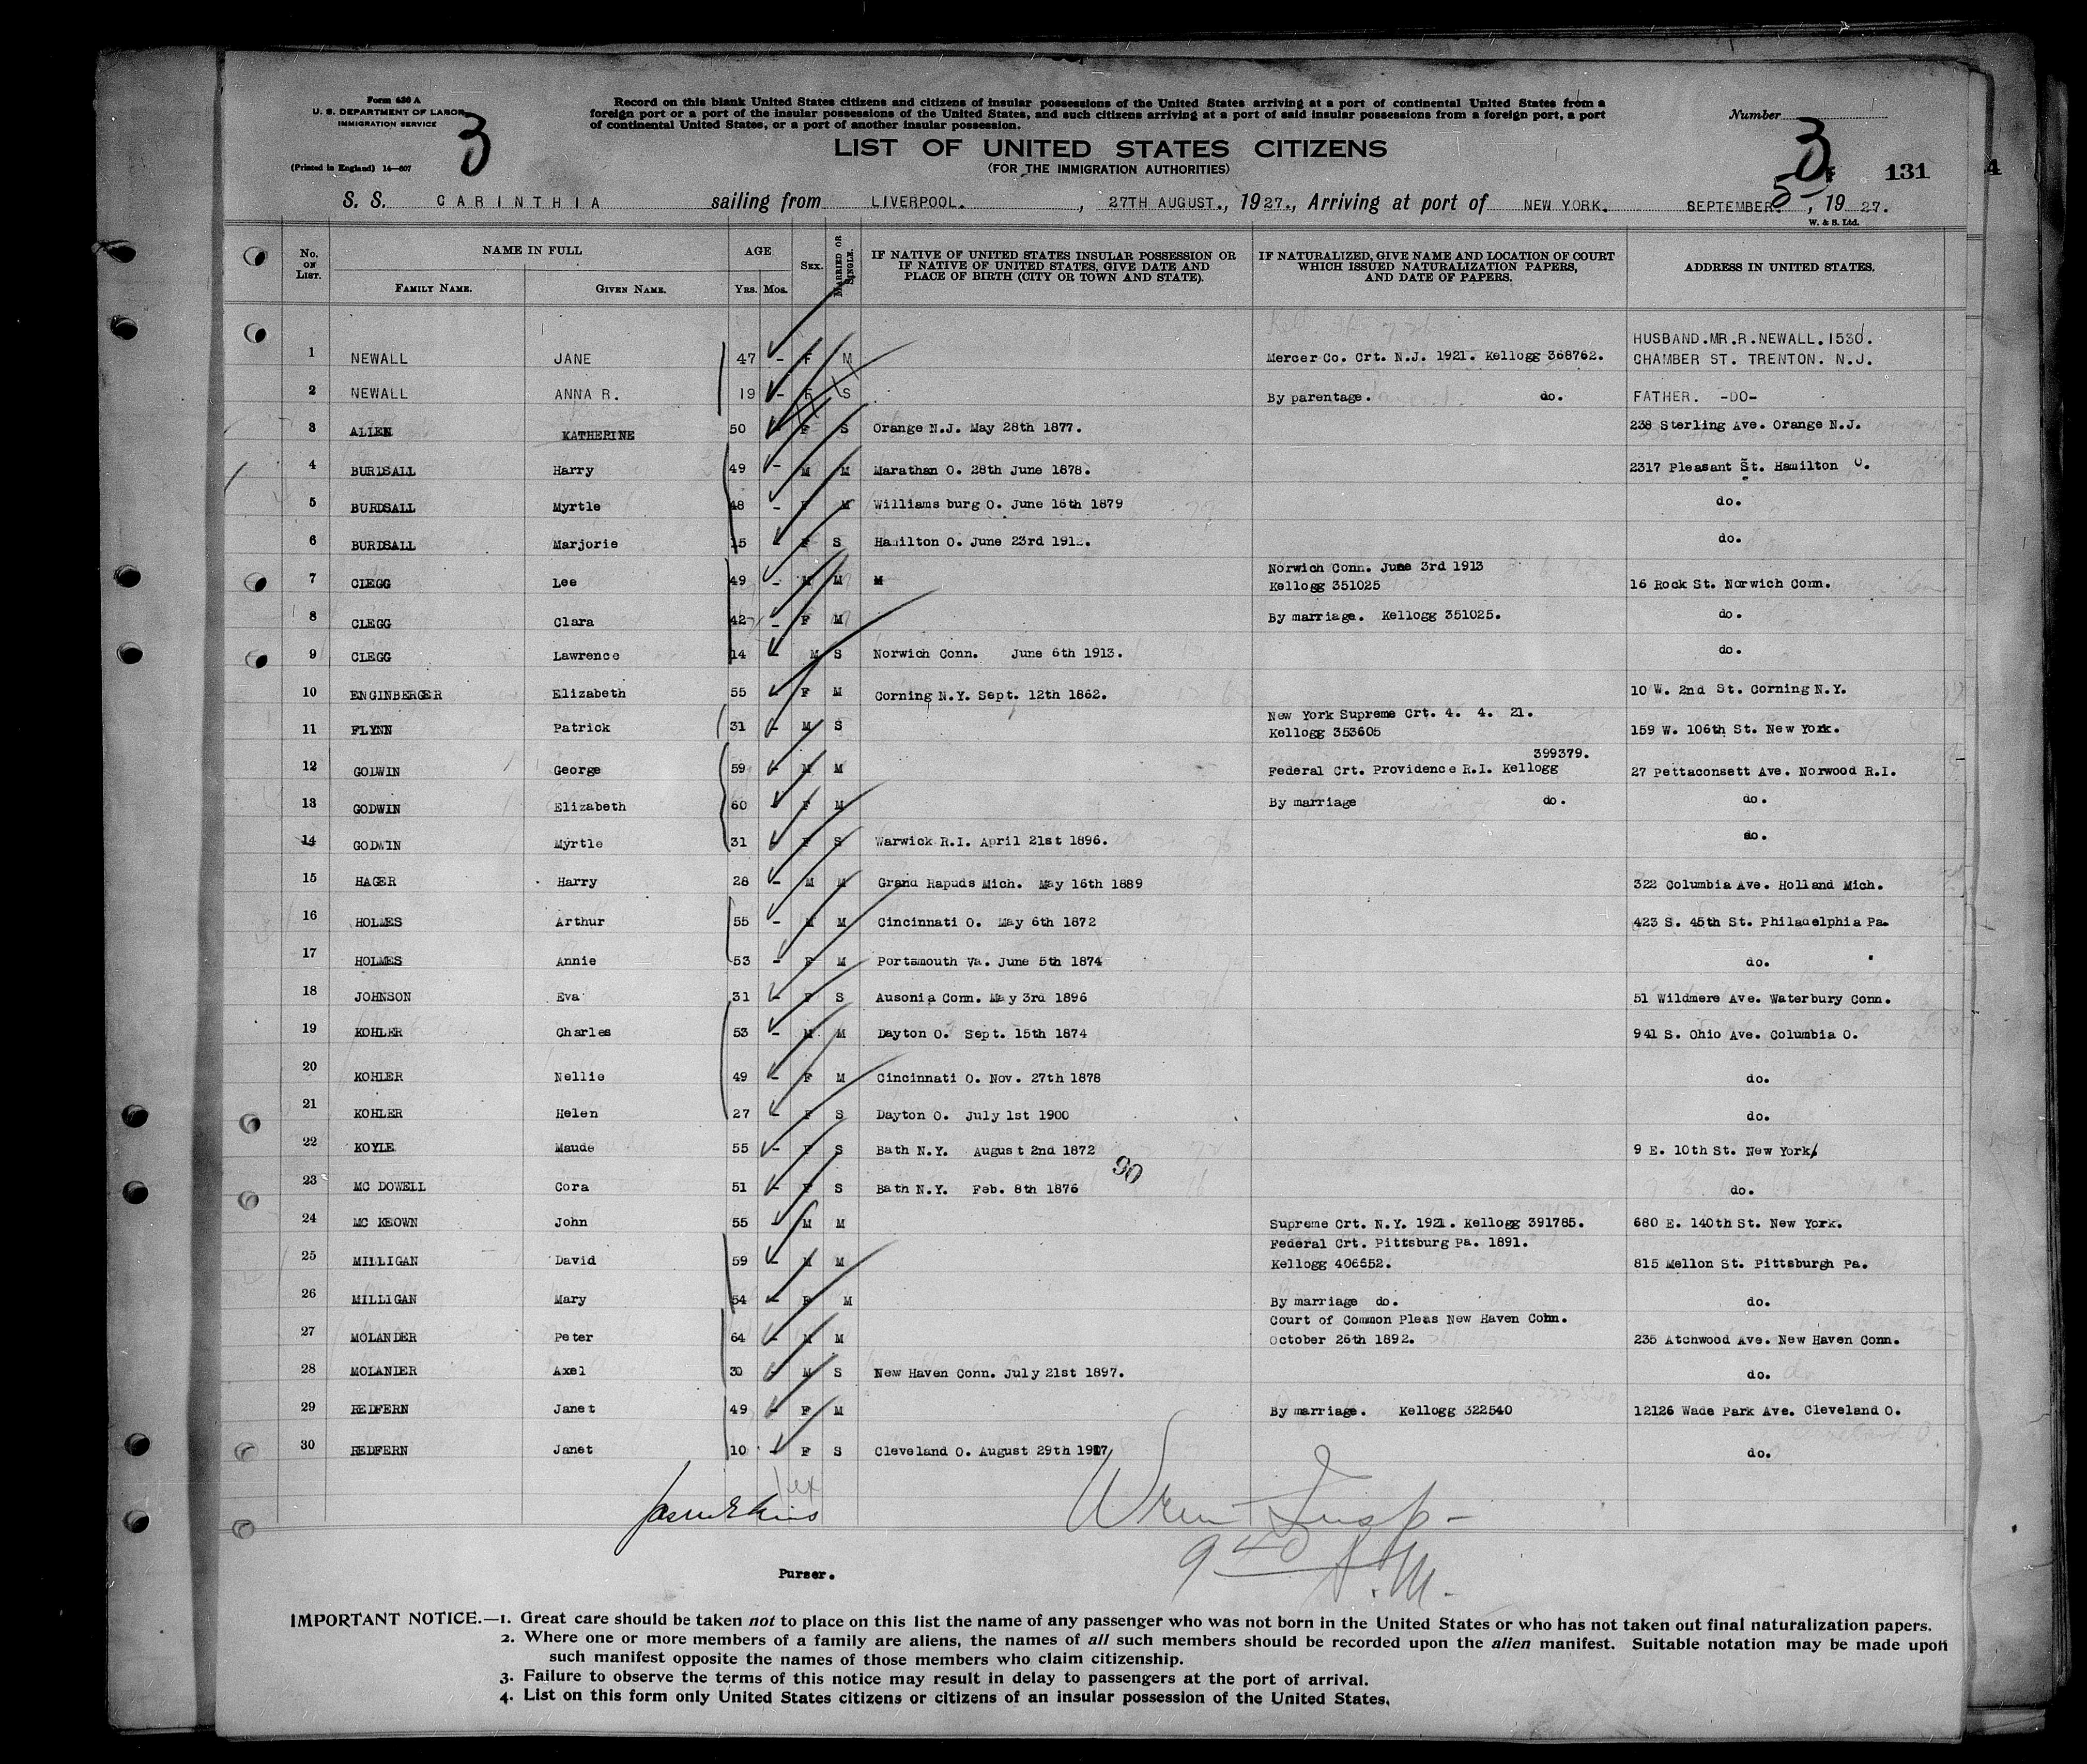 Form 630 A
U. S. DEPARTMENT OF LABOR
IMMIGRATION SERVICE
(Printed in England) 14—607
3
Record on this blank United States citizens and citizens of insular possessions of the United States arriving at a port of continental United States from a
foreign port or a port of the insular possessions of the United States, and such citizens arriving at a port of said insular possessions from a foreign port, a port
of continental United States, or a port of another insular possession.
LIST OF UNITED STATES CITIZENS
(FOR THE IMMIGRATION AUTHORITIES)
Number
3
131
4
S. S. CARINTHIA sailing from LIVERPOOL. , 27TH AUGUST., 1927., Arriving at port of NEW YORK. SEPTEMBER. 5 , 19 27.
W. & S. Ltd.
No. ON LIST. NAME IN FULL AGE SEX. MARRIED OR SINGLE. IF NATIVE OF UNITED STATES INSULAR POSSESSION OR IF NATIVE OF UNITED STATES, GIVE DATE AND PLACE OF BIRTH (CITY OR TOWN AND STATE). IF NATURALIZED, GIVE NAME AND LOCATION OF COURT WHICH ISSUED NATURALIZATION PAPERS, AND DATE OF PAPERS. ADDRESS IN UNITED STATES.
FAMILY NAME. GIVEN NAME. YRS. MOS.
HUSBAND.MR.R.NEWALL.1530.
1 NEWALL JANE 47 - F M Mercer Co. Crt. N.J. 1921. Kellogg 368762. CHAMBER ST. TRENTON. N.J.
2 NEWALL ANNA R. 19 - F S By parentage. do. FATHER. -DO-
3 ALLEN KATHERINE 50 - F S Orange N.J. May 28th 1877. 238 Sterling Ave. Orange N.J.
4 BURDSALL Harry 49 - M M Marathan O. 28th June 1878. 2317 Pleasant St. Hamilton O.
5 BURDSALL Myrtle 48 - F M Williams burg O. June 16th 1879 do.
6 BURDSALL Marjorie 15 - F S Hamilton O. June 23rd 1912. do.
Norwich Conn. June 3rd 1913
7 CLEGG Lee 49 - M M M Kellogg 351025 16 Rock St. Norwich Conn.
8 CLEGG Clara 42 - F M By marriage. Kellogg 351025. do.
9 CLEGG Lawrence 14 - M S Norwich Conn. June 6th 1913. do.
10 ENGINBERGER Elizabeth 55 - F M Corning N.Y. Sept. 12th 1862. 10 W. 2nd St. Corning N.Y.
New York Supreme Crt. 4. 4. 21.
11 FLYNN Patrick 31 - M S Kellogg 353605 159 W. 106th St. New York.
399379.
12 GODWIN George 59 - M M Federal Crt. Providence R.I. Kellogg 27 Pettaconsett Ave. Norwood R.I.
13 GODWIN Elizabeth 60 - F M By marriage do. do.
14 GODWIN Myrtle 31 - F S Warwick R.I. April 21st 1896. do.
15 HAGER Harry 28 - M M Grand Rapuds Mich. May 16th 1889 322 Columbia Ave. Holland Mich.
16 HOLMES Arthur 55 - M M Cincinnati O. May 6th 1872 423 S. 45th St. Philadelphia Pa.
17 HOLMES Annie 53 - F M Portsmouth Va. June 5th 1874 do.
18 JOHNSON Eva 31 - F S Ausonia Conn. May 3rd 1896 51 Wildmere Ave. Waterbury Conn.
19 KOHLER Charles 53 - M M Dayton O. Sept. 15th 1874 941 S. Ohio Ave. Columbia O.
20 KOHLER Nellie 49 - F M Cincinnati O. Nov. 27th 1878 do.
21 KOHLER Helen 27 - F S Dayton O. July 1st 1900 do.
22 KOYLE Maude 55 - F S Bath N.Y. August 2nd 1872 9 E. 10th St. New York
90
23 MC DOWELL Cora 51 - F S Bath N.Y. Feb. 8th 1876 do.
24 MC KEOWN John 55 - M M Supreme Crt. N.Y. 1921. Kellogg 391785. 680 E. 140th St. New York.
Federal Crt. Pittsburg Pa. 1891.
25 MILLIGAN David 59 - M M Kellogg 406652. 815 Mellon St. Pittsburgh Pa.
26 MILLIGAN Mary 54 - F M By marriage do. do.
Court of Common Pleas New Haven Conn.
27 MOLANDER Peter 64 - M M October 26th 1892. 235 Atchwood Ave. New Haven Conn.
28 MOLANDER Axel 30 - M S New Haven Conn. July 21st 1897. do.
29 REDFERN Janet 49 - F M By marriage. Kellogg 322540 12126 Wade Park Ave. Cleveland O.
30 REDFERN Janet 10 - F S Cleveland O. August 29th 1917 do.
Insp-
9 40 A.M.
Purser.
IMPORTANT NOTICE.—1. Great care should be taken not to place on this list the name of any passenger who was not born in the United States or who has not taken out final naturalization papers.
2. Where one or more members of a family are aliens, the names of all such members should be recorded upon the alien manifest. Suitable notation may be made upon
such manifest opposite the names of those members who claim citizenship.
3. Failure to observe the terms of this notice may result in delay to passengers at the port of arrival.
4. List on this form only United States citizens or citizens of an insular possession of the United States.